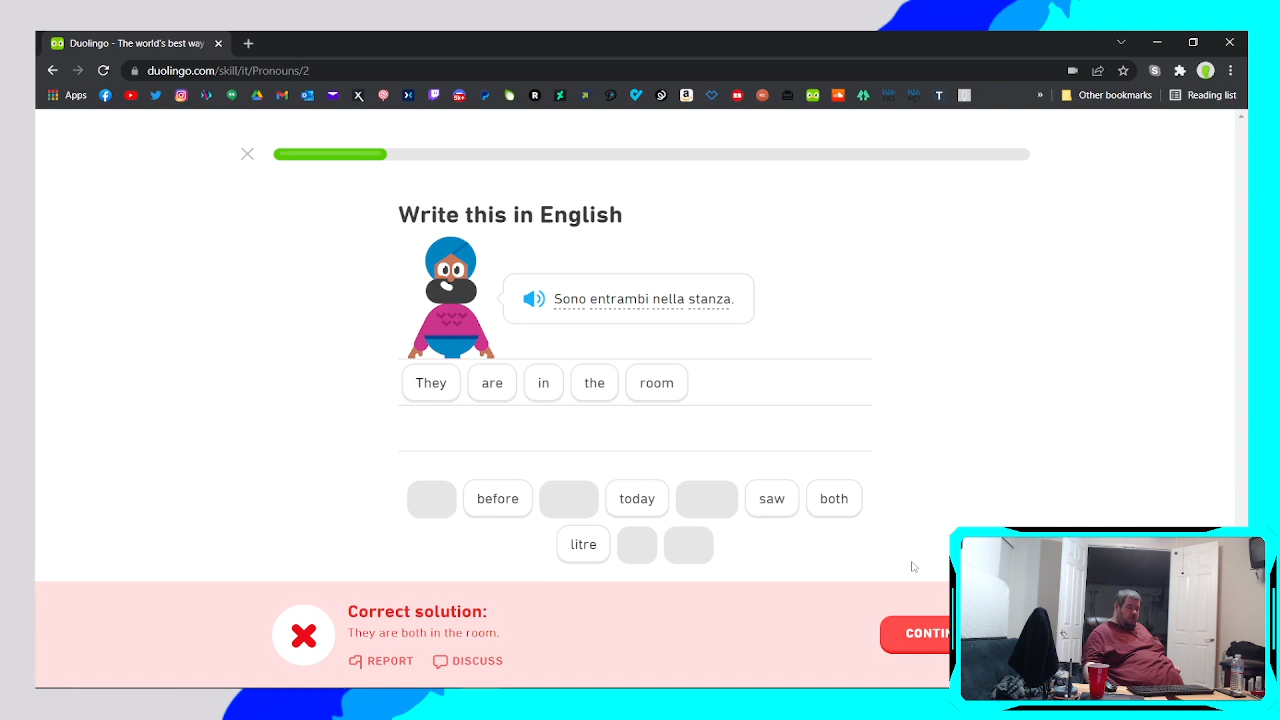 Duolingo - The world's best way
duolingo.com/skill/it/Pronouns/2
Apps
Other bookmarks
Reading list
Write this in English
Sono entrambi nella stanza.
They are in the room
before today saw both
litre
Correct solution:
They are both in the room.
REPORT DISCUSS
CONTIN